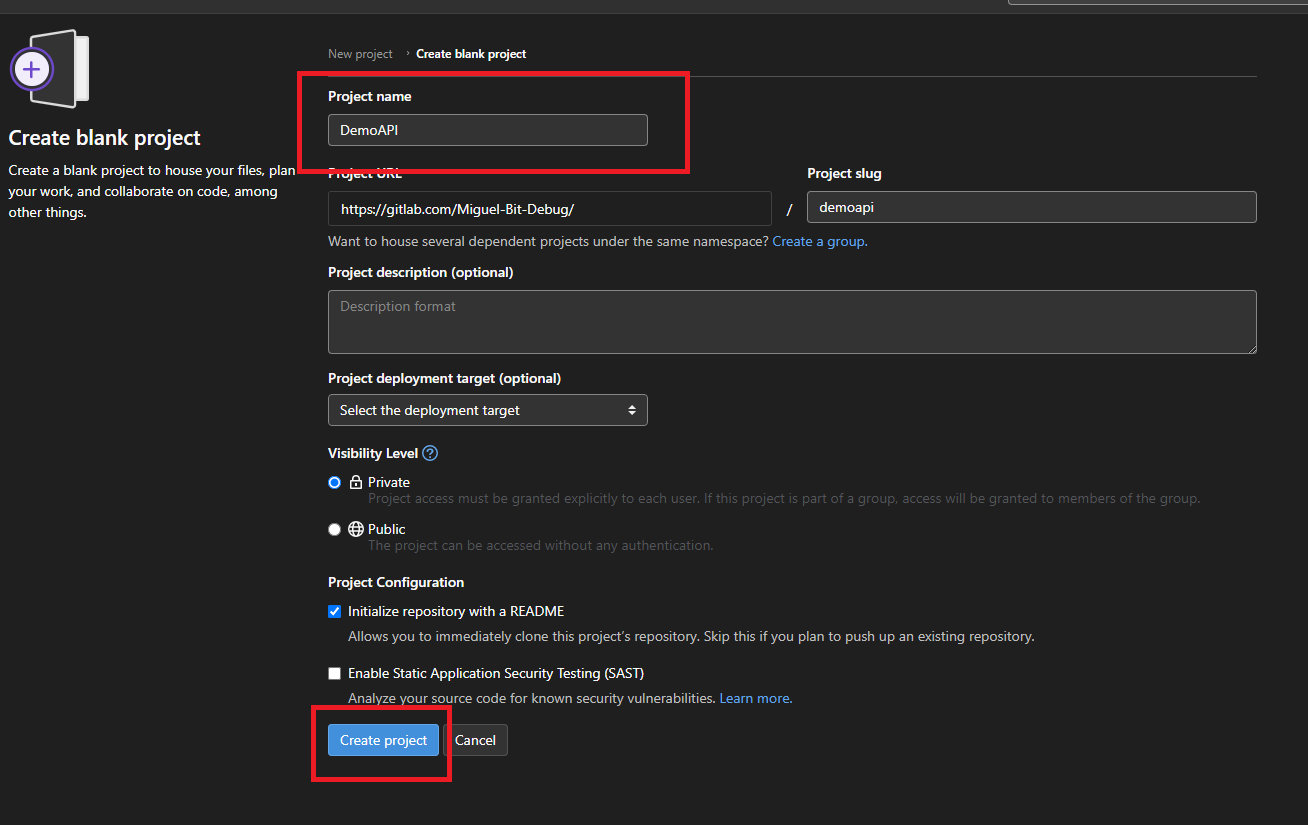 New project › Create blank project
Create blank project
Create a blank project to house your files, plan
your work, and collaborate on code, among
other things.
Project name
DemoAPI
Project URL
Project slug
https://gitlab.com/Miguel-Bit-Debug/
/
demoapi
Want to house several dependent projects under the same namespace? Create a group.
Project description (optional)
Description format
Project deployment target (optional)
Select the deployment target
Visibility Level
Private
Project access must be granted explicitly to each user. If this project is part of a group, access will be granted to members of the group.
Public
The project can be accessed without any authentication.
Project Configuration
Initialize repository with a README
Allows you to immediately clone this project’s repository. Skip this if you plan to push up an existing repository.
Enable Static Application Security Testing (SAST)
Analyze your source code for known security vulnerabilities. Learn more.
Create project
Cancel